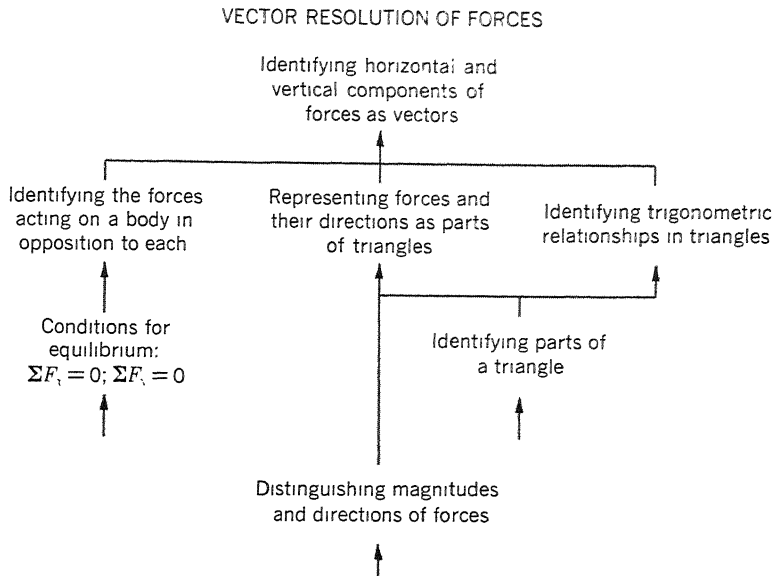 VECTOR RESOLUTION OF FORCES
Identifying horizontal and
vertical components of
forces as vectors
Identifying the forces
acting on a body in
opposition to each
Representing forces and
their directions as parts
of triangles
Identifying trigonometric
relationships in triangles
Conditions for
equilibrium:
ΣF = 0; ΣF = 0
Identifying parts of
a triangle
Distinguishing magnitudes
and directions of forces